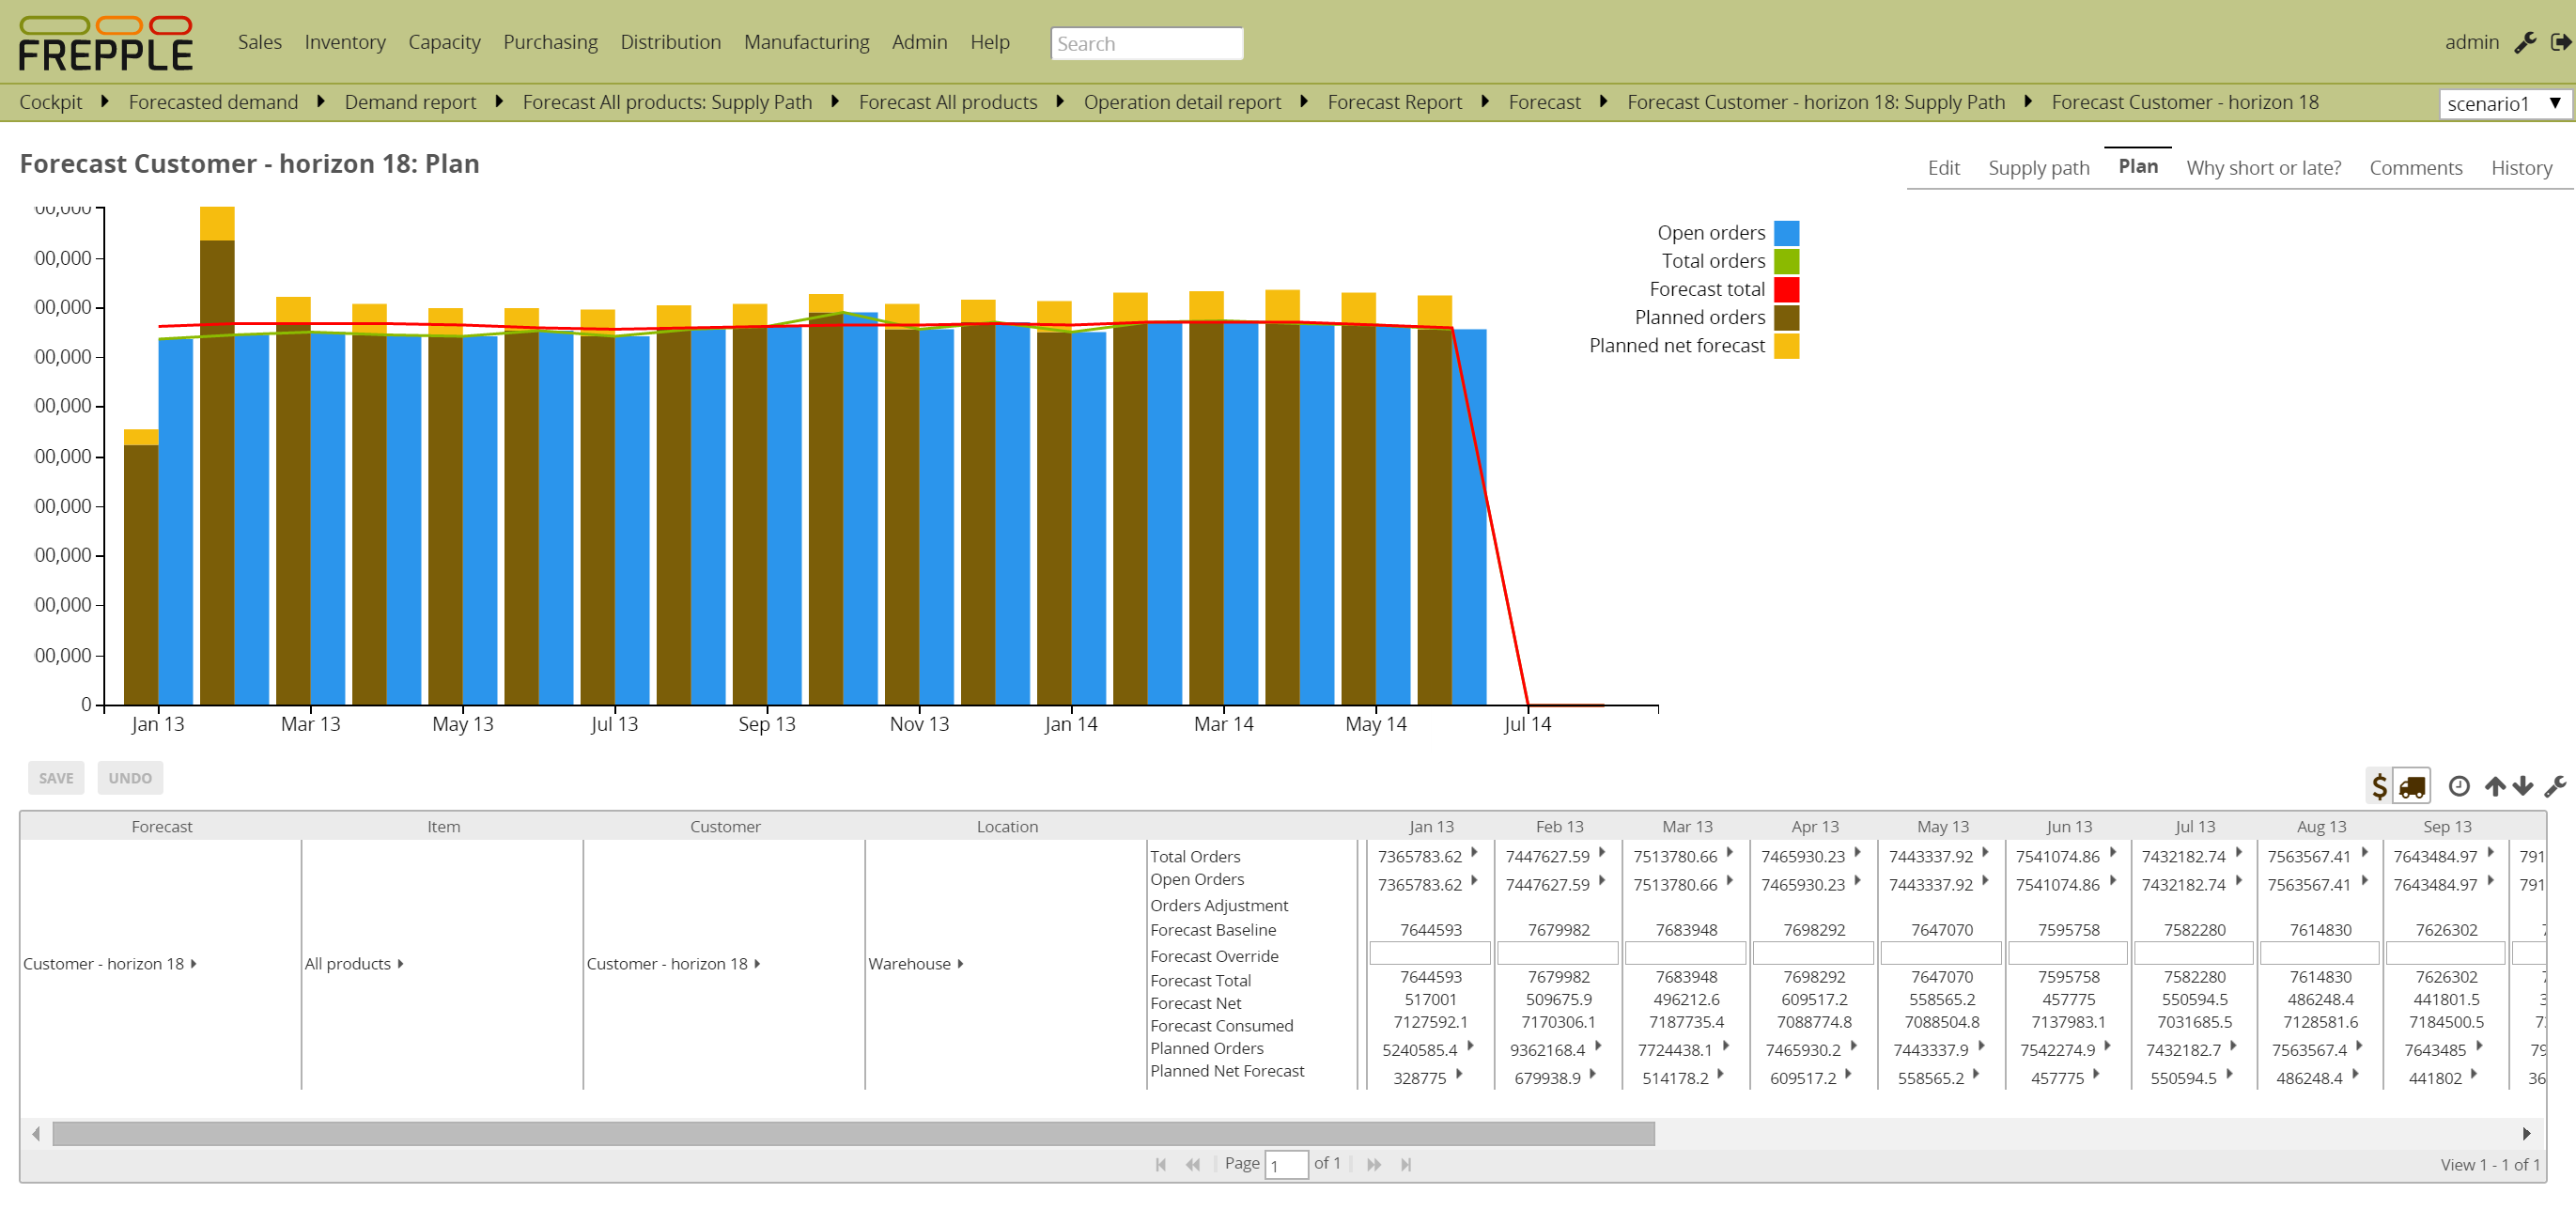 FREPPLE
Sales Inventory Capacity Purchasing Distribution Manufacturing Admin Help Search admin
Cockpit Forecasted demand Demand report Forecast All products: Supply Path Forecast All products Operation detail report Forecast Report Forecast Forecast Customer - horizon 18: Supply Path Forecast Customer - horizon 18 scenario1
Forecast Customer - horizon 18: Plan
Edit Supply path Plan Why short or late? Comments History
00,000
00,000
00,000
00,000
00,000
00,000
00,000
00,000
00,000
00,000
0
Jan 13 Mar 13 May 13 Jul 13 Sep 13 Nov 13 Jan 14 Mar 14 May 14 Jul 14
Open orders
Total orders
Forecast total
Planned orders
Planned net forecast
SAVE UNDO
$
Forecast Item Customer Location Jan 13 Feb 13 Mar 13 Apr 13 May 13 Jun 13 Jul 13 Aug 13 Sep 13
Customer - horizon 18 All products Customer - horizon 18 Warehouse
Total Orders 7365783.62 7447627.59 7513780.66 7465930.23 7443337.92 7541074.86 7432182.74 7563567.41 7643484.97 791
Open Orders 7365783.62 7447627.59 7513780.66 7465930.23 7443337.92 7541074.86 7432182.74 7563567.41 7643484.97 791
Orders Adjustment
Forecast Baseline 7644593 7679982 7683948 7698292 7647070 7595758 7582280 7614830 7626302
Forecast Override
Forecast Total 7644593 7679982 7683948 7698292 7647070 7595758 7582280 7614830 7626302
Forecast Net 517001 509675.9 496212.6 609517.2 558565.2 457775 550594.5 486248.4 441801.5
Forecast Consumed 7127592.1 7170306.1 7187735.4 7088774.8 7088504.8 7137983.1 7031685.5 7128581.6 7184500.5
Planned Orders 5240585.4 9362168.4 7724438.1 7465930.2 7443337.9 7542274.9 7432182.7 7563567.4 7643485 79
Planned Net Forecast 328775 679938.9 514178.2 609517.2 558565.2 457775 550594.5 486248.4 441802 36
Page 1 of 1 View 1 - 1 of 1